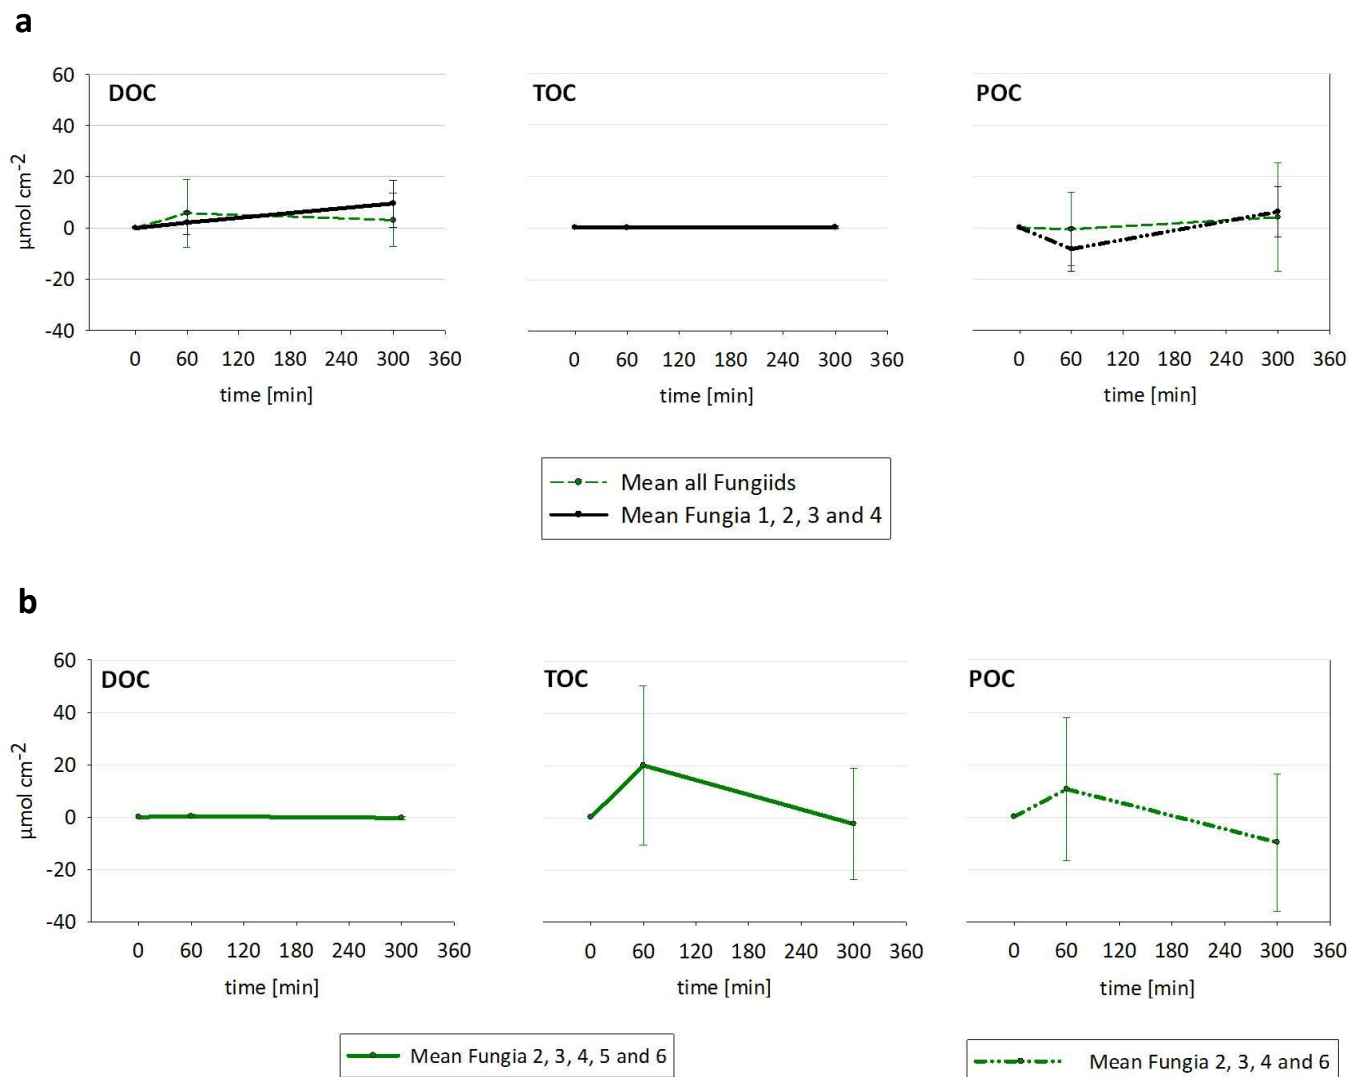 a
DOC
TOC
POC
60
40
20
0
-20
-40
µmol cm-2
0 60 120 180 240 300 360
0 60 120 180 240 300 360
0 60 120 180 240 300 360
time [min]
time [min]
time [min]
Mean all Fungiids
Mean Fungia 1, 2, 3 and 4
b
DOC
TOC
POC
60
40
20
0
-20
-40
µmol cm-2
0 60 120 180 240 300 360
0 60 120 180 240 300 360
0 60 120 180 240 300 360
time [min]
time [min]
time [min]
Mean Fungia 2, 3, 4, 5 and 6
Mean Fungia 2, 3, 4 and 6